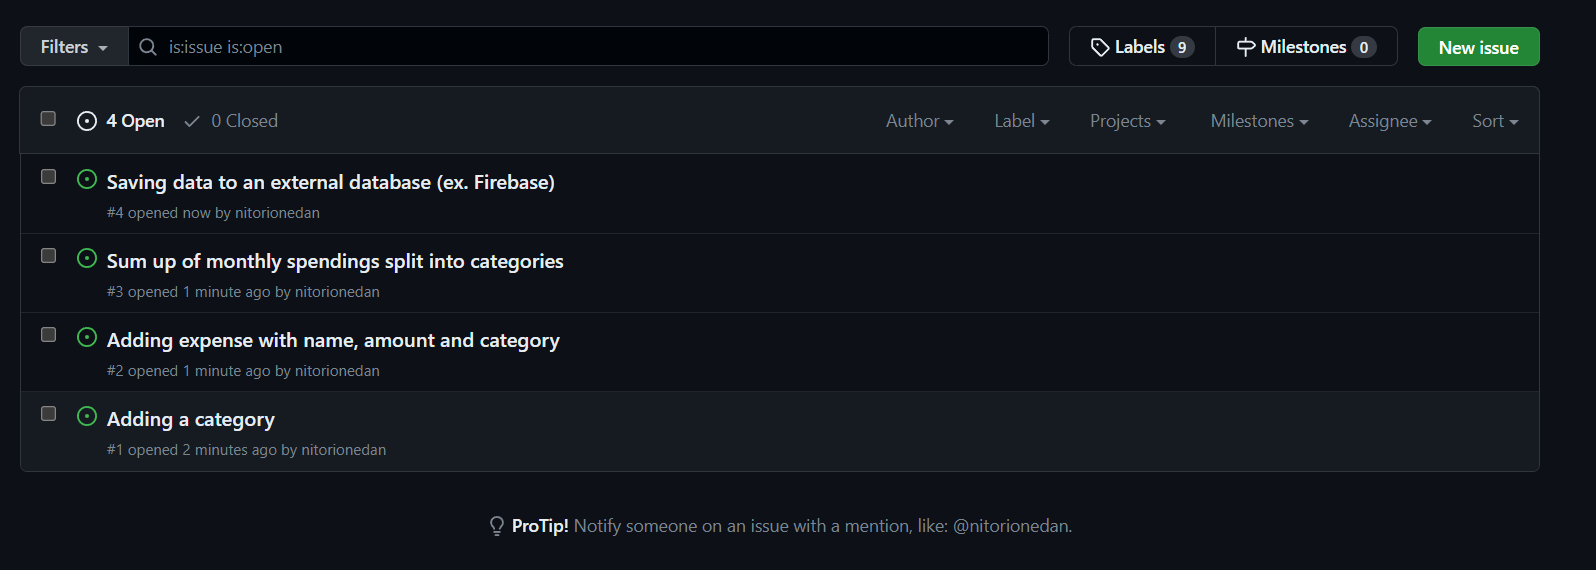 Filters is:issue is:open Labels 9 Milestones 0 New issue
4 Open 0 Closed Author Label Projects Milestones Assignee Sort
Saving data to an external database (ex. Firebase)
#4 opened now by nitorionedan
Sum up of monthly spendings split into categories
#3 opened 1 minute ago by nitorionedan
Adding expense with name, amount and category
#2 opened 1 minute ago by nitorionedan
Adding a category
#1 opened 2 minutes ago by nitorionedan
ProTip! Notify someone on an issue with a mention, like: @nitorionedan.